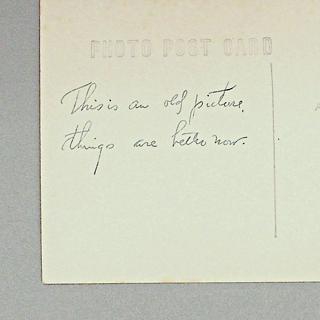 PHOTO POST CARD
This is an old picture.
things are better now.